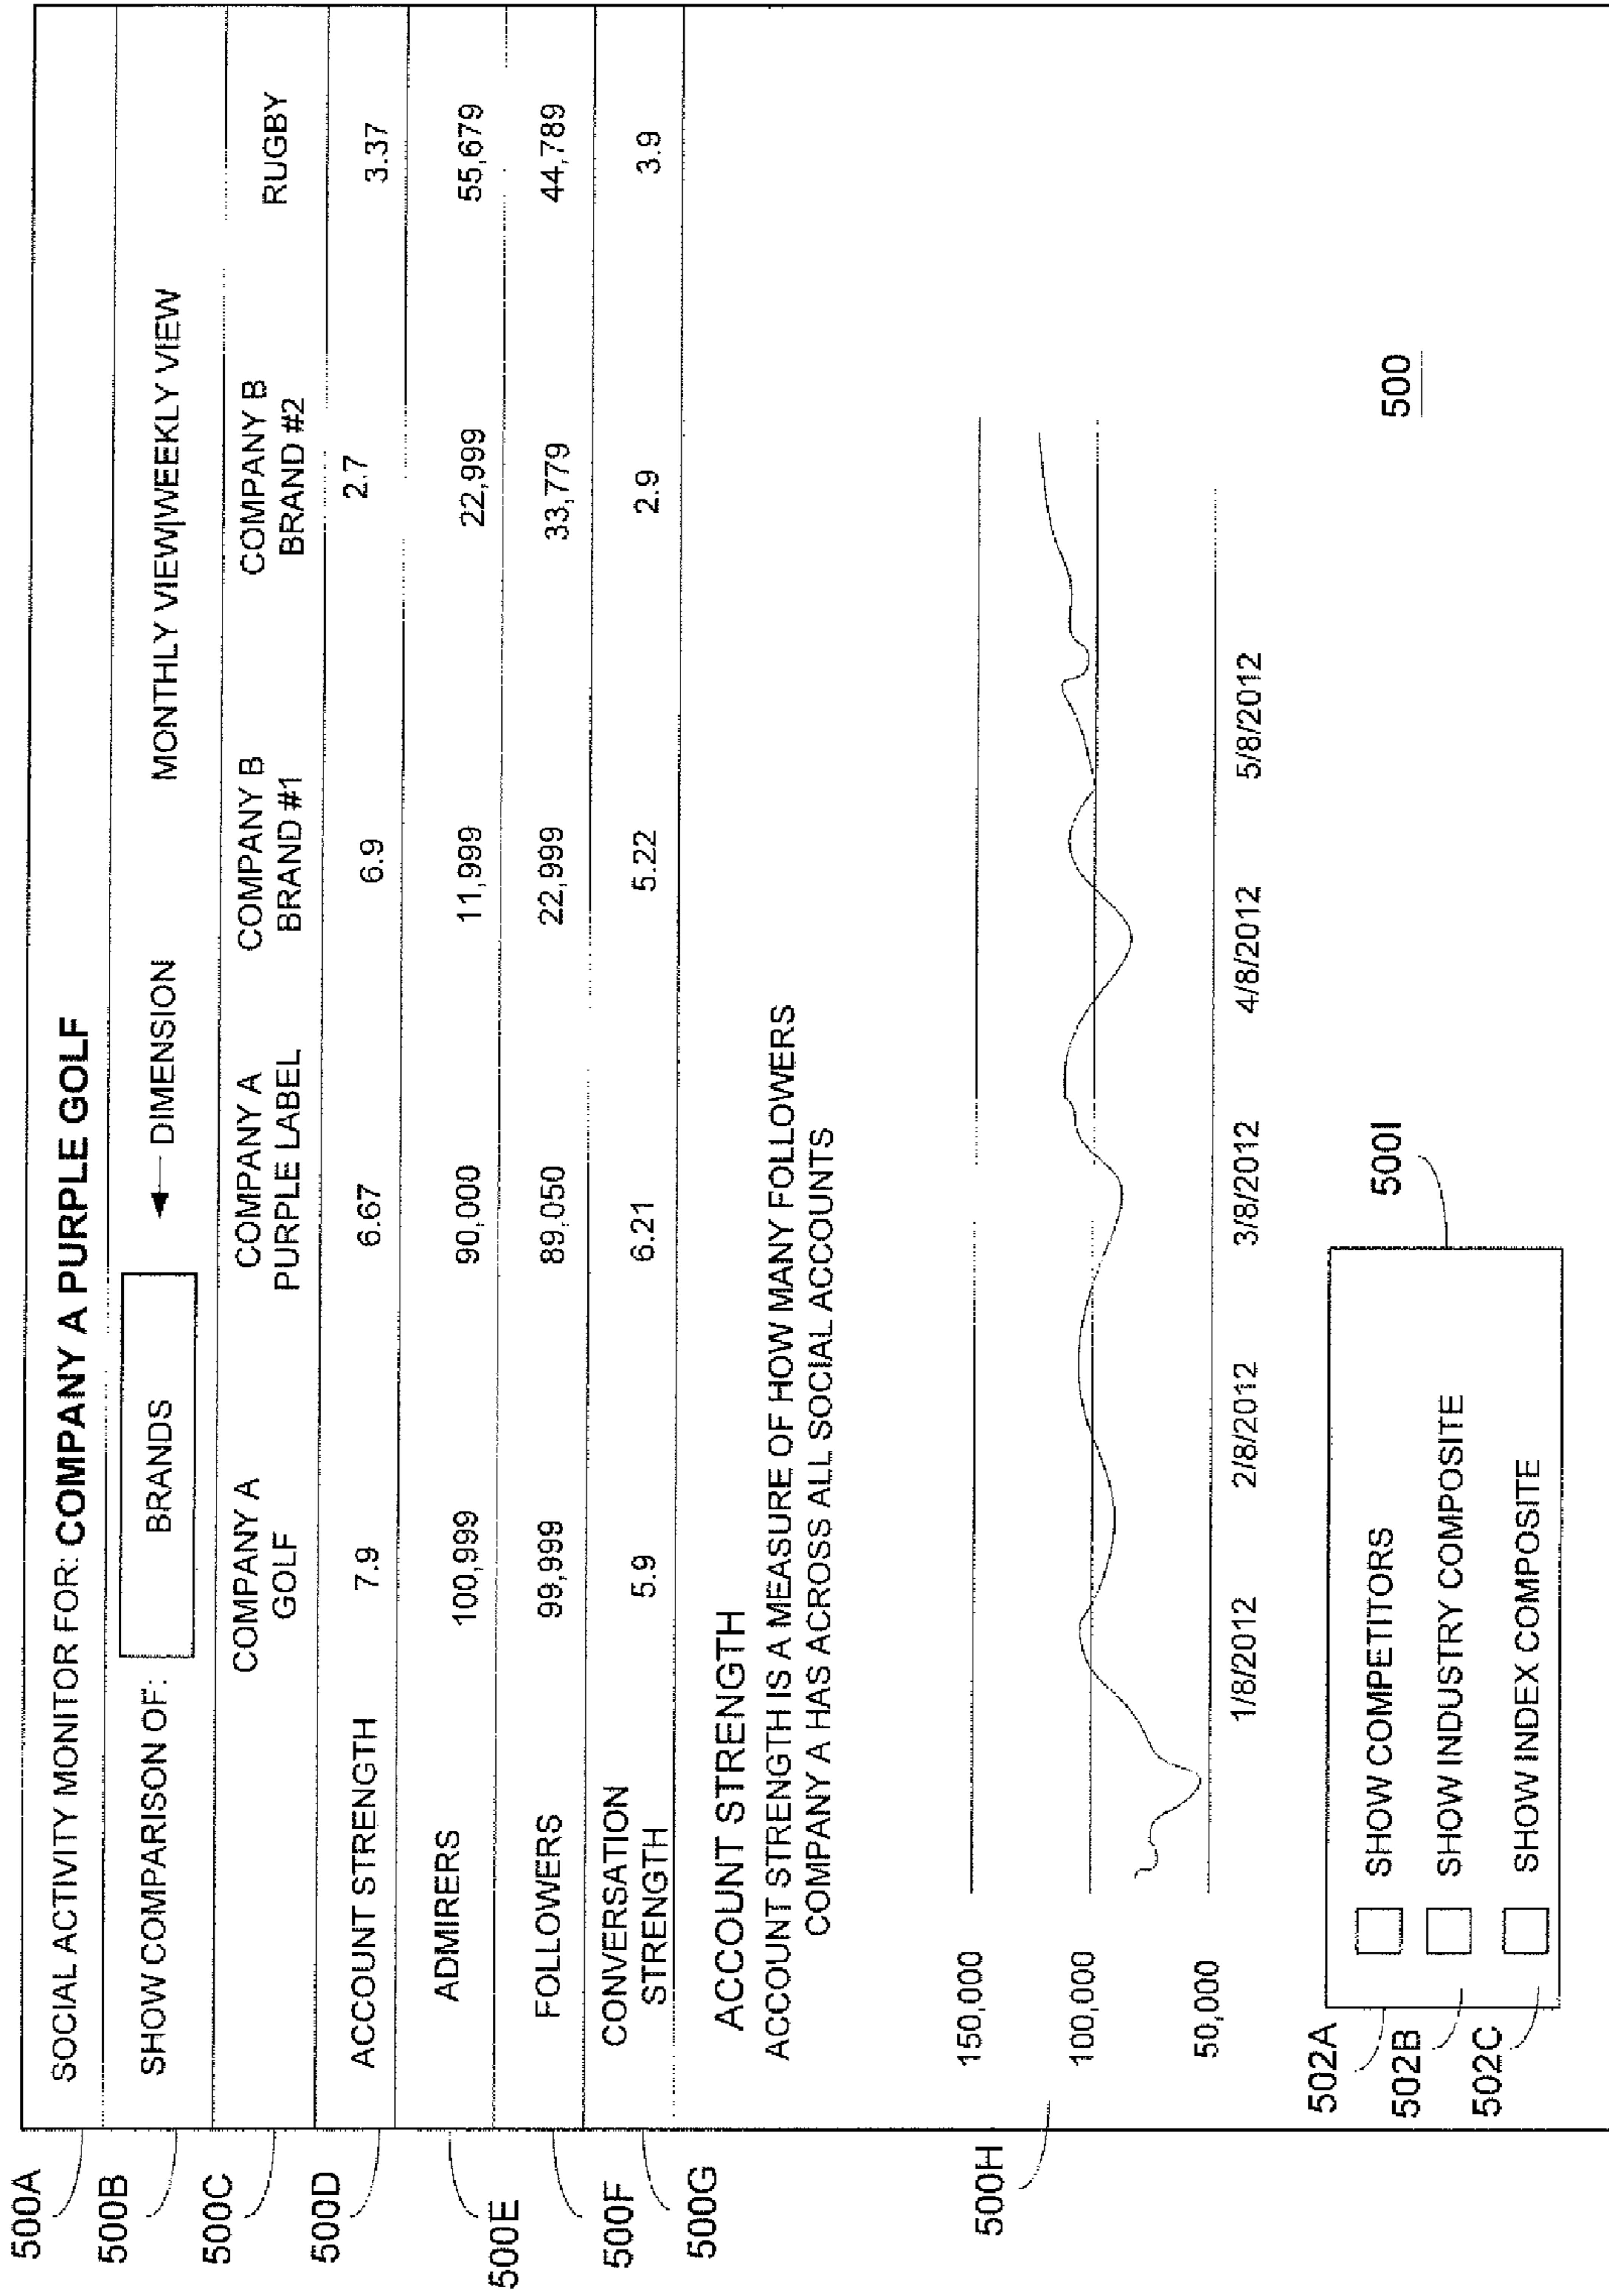 500A
SOCIAL ACTIVITY MONITOR FOR: COMPANY A PURPLE GOLF
500B
SHOW COMPARISON OF: BRANDS DIMENSION MONTHLY VIEW|WEEKLY VIEW
500C
COMPANY A COMPANY A COMPANY B COMPANY B RUGBY
GOLF PURPLE LABEL BRAND #1 BRAND #2
500D
ACCOUNT STRENGTH 7.9 6.67 6.9 2.7 3.37
500E
ADMIRERS 100,999 90,000 11,999 22,999 55,679
500F
FOLLOWERS 99,999 89,050 22,999 33,779 44,789
500G
CONVERSATION
STRENGTH 5.9 6.21 5.22 2.9 3.9
ACCOUNT STRENGTH
ACCOUNT STRENGTH IS A MEASURE OF HOW MANY FOLLOWERS
COMPANY A HAS ACROSS ALL SOCIAL ACCOUNTS
500H
150,000
100,000
50,000
1/8/2012 2/8/2012 3/8/2012 4/8/2012 5/8/2012
502A
SHOW COMPETITORS
502B
SHOW INDUSTRY COMPOSITE
502C
SHOW INDEX COMPOSITE
500I
500